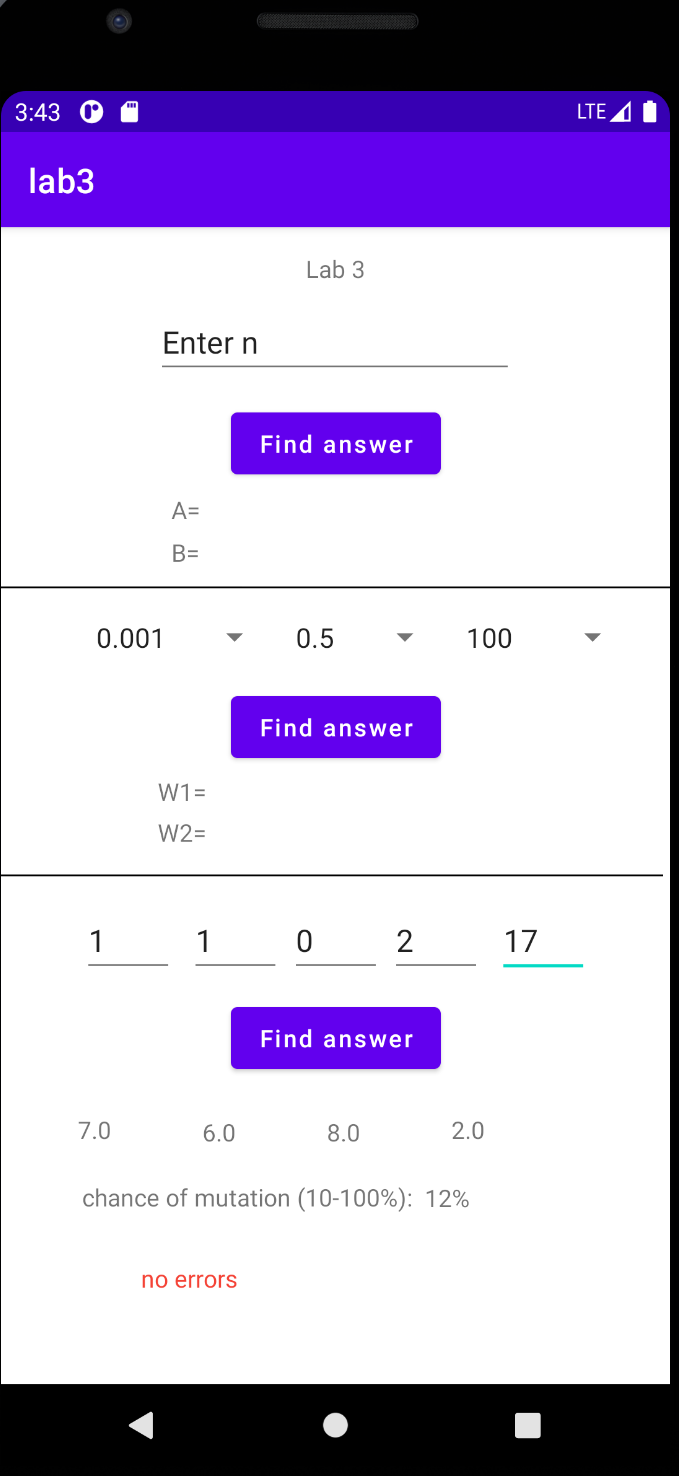 3:43 LTE
lab3
Lab 3
Enter n
Find answer
A=
B=
0.001 0.5 100
Find answer
W1=
W2=
1 1 0 2 17
Find answer
7.0 6.0 8.0 2.0
chance of mutation (10-100%): 12%
no errors